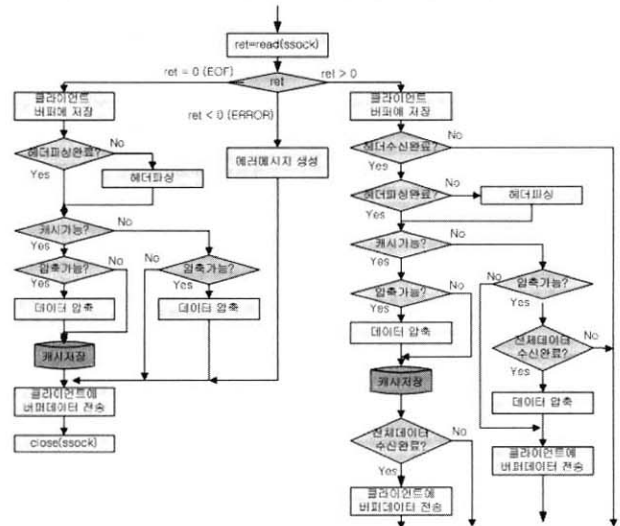 ret=read(ssock)
ret = 0 (EOF)
ret
ret > 0
ret < 0 (ERROR)
클라이언트
버퍼에 저장
헤더파싱완료?
No
Yes
헤더파싱
캐시가능?
No
Yes
압축가능?
No
Yes
데이터 압축
캐시저장
No
압축가능?
Yes
데이터 압축
에러메시지 생성
클라이언트에
버퍼데이터 전송
close(ssock)
클라이언트
버퍼에 저장
헤더수신완료?
No
Yes
헤더파싱완료?
No
Yes
헤더파싱
캐시가능?
No
Yes
압축가능?
No
Yes
데이터 압축
캐시저장
전체데이터
수신완료?
No
Yes
클라이언트에
버퍼데이터 전송
No
압축가능?
Yes
전체데이터
수신완료?
No
Yes
데이터 압축
클라이언트에
버퍼데이터 전송